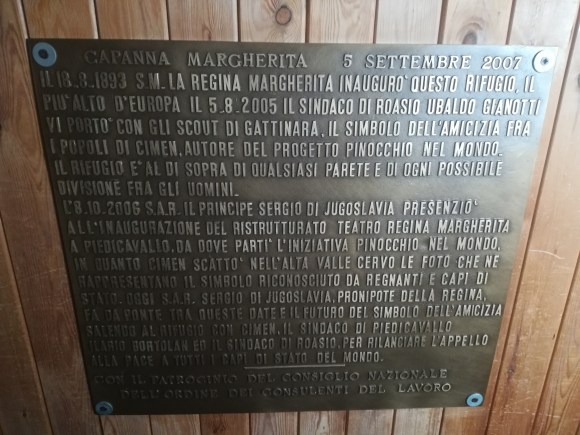 CAPANNA MARGHERITA 5 SETTEMBRE 2007
IL 18.8.1893 S.M. LA REGINA MARGHERITA INAUGURO' QUESTO RIFUGIO, IL
PIU' ALTO D'EUROPA IL 5.8.2005 IL SINDACO DI ROASIO UBALDO GIANOTTI
VI PORTO' CON GLI SCOUT DI GATTINARA, IL SIMBOLO DELL'AMICIZIA FRA
I POPOLI DI CIMEN, AUTORE DEL PROGETTO PINOCCHIO NEL MONDO.
IL RIFUGIO E' AL DI SOPRA DI QUALSIASI PARETE E DI OGNI POSSIBILE
DIVISIONE FRA GLI UOMINI.
L'8.10.2006 S.A.R. IL PRINCIPE SERGIO DI JUGOSLAVIA PRESENZIO'
ALL'INAUGURAZIONE DEL RISTRUTTURATO TEATRO REGINA MARGHERITA
A PIEDICAVALLO, DA DOVE PARTI' L'INIZIATIVA PINOCCHIO NEL MONDO,
IN QUANTO CIMEN SCATTO' NELL'ALTA VALLE CERVO LE FOTO CHE NE
RAPPRESENTANO IL SIMBOLO RICONOSCIUTO DA REGNANTI E CAPI DI
STATO. OGGI S.A.R. SERGIO DI JUGOSLAVIA, PRONIPOTE DELLA REGINA,
FA DA PONTE TRA QUESTE DATE E IL FUTURO DEL SIMBOLO DELL'AMICIZIA
SALENDO AL RIFUGIO CON CIMEN, IL SINDACO DI PIEDICAVALLO
ILARIO BORTOLAN ED IL SINDACO DI ROASIO, PER RILANCIARE L'APPELLO
ALLA PACE A TUTTI I CAPI DI STATO DEL MONDO.
CON IL PATROCINIO DEL CONSIGLIO NAZIONALE
DELL'ORDINE DEI CONSULENTI DEL LAVORO